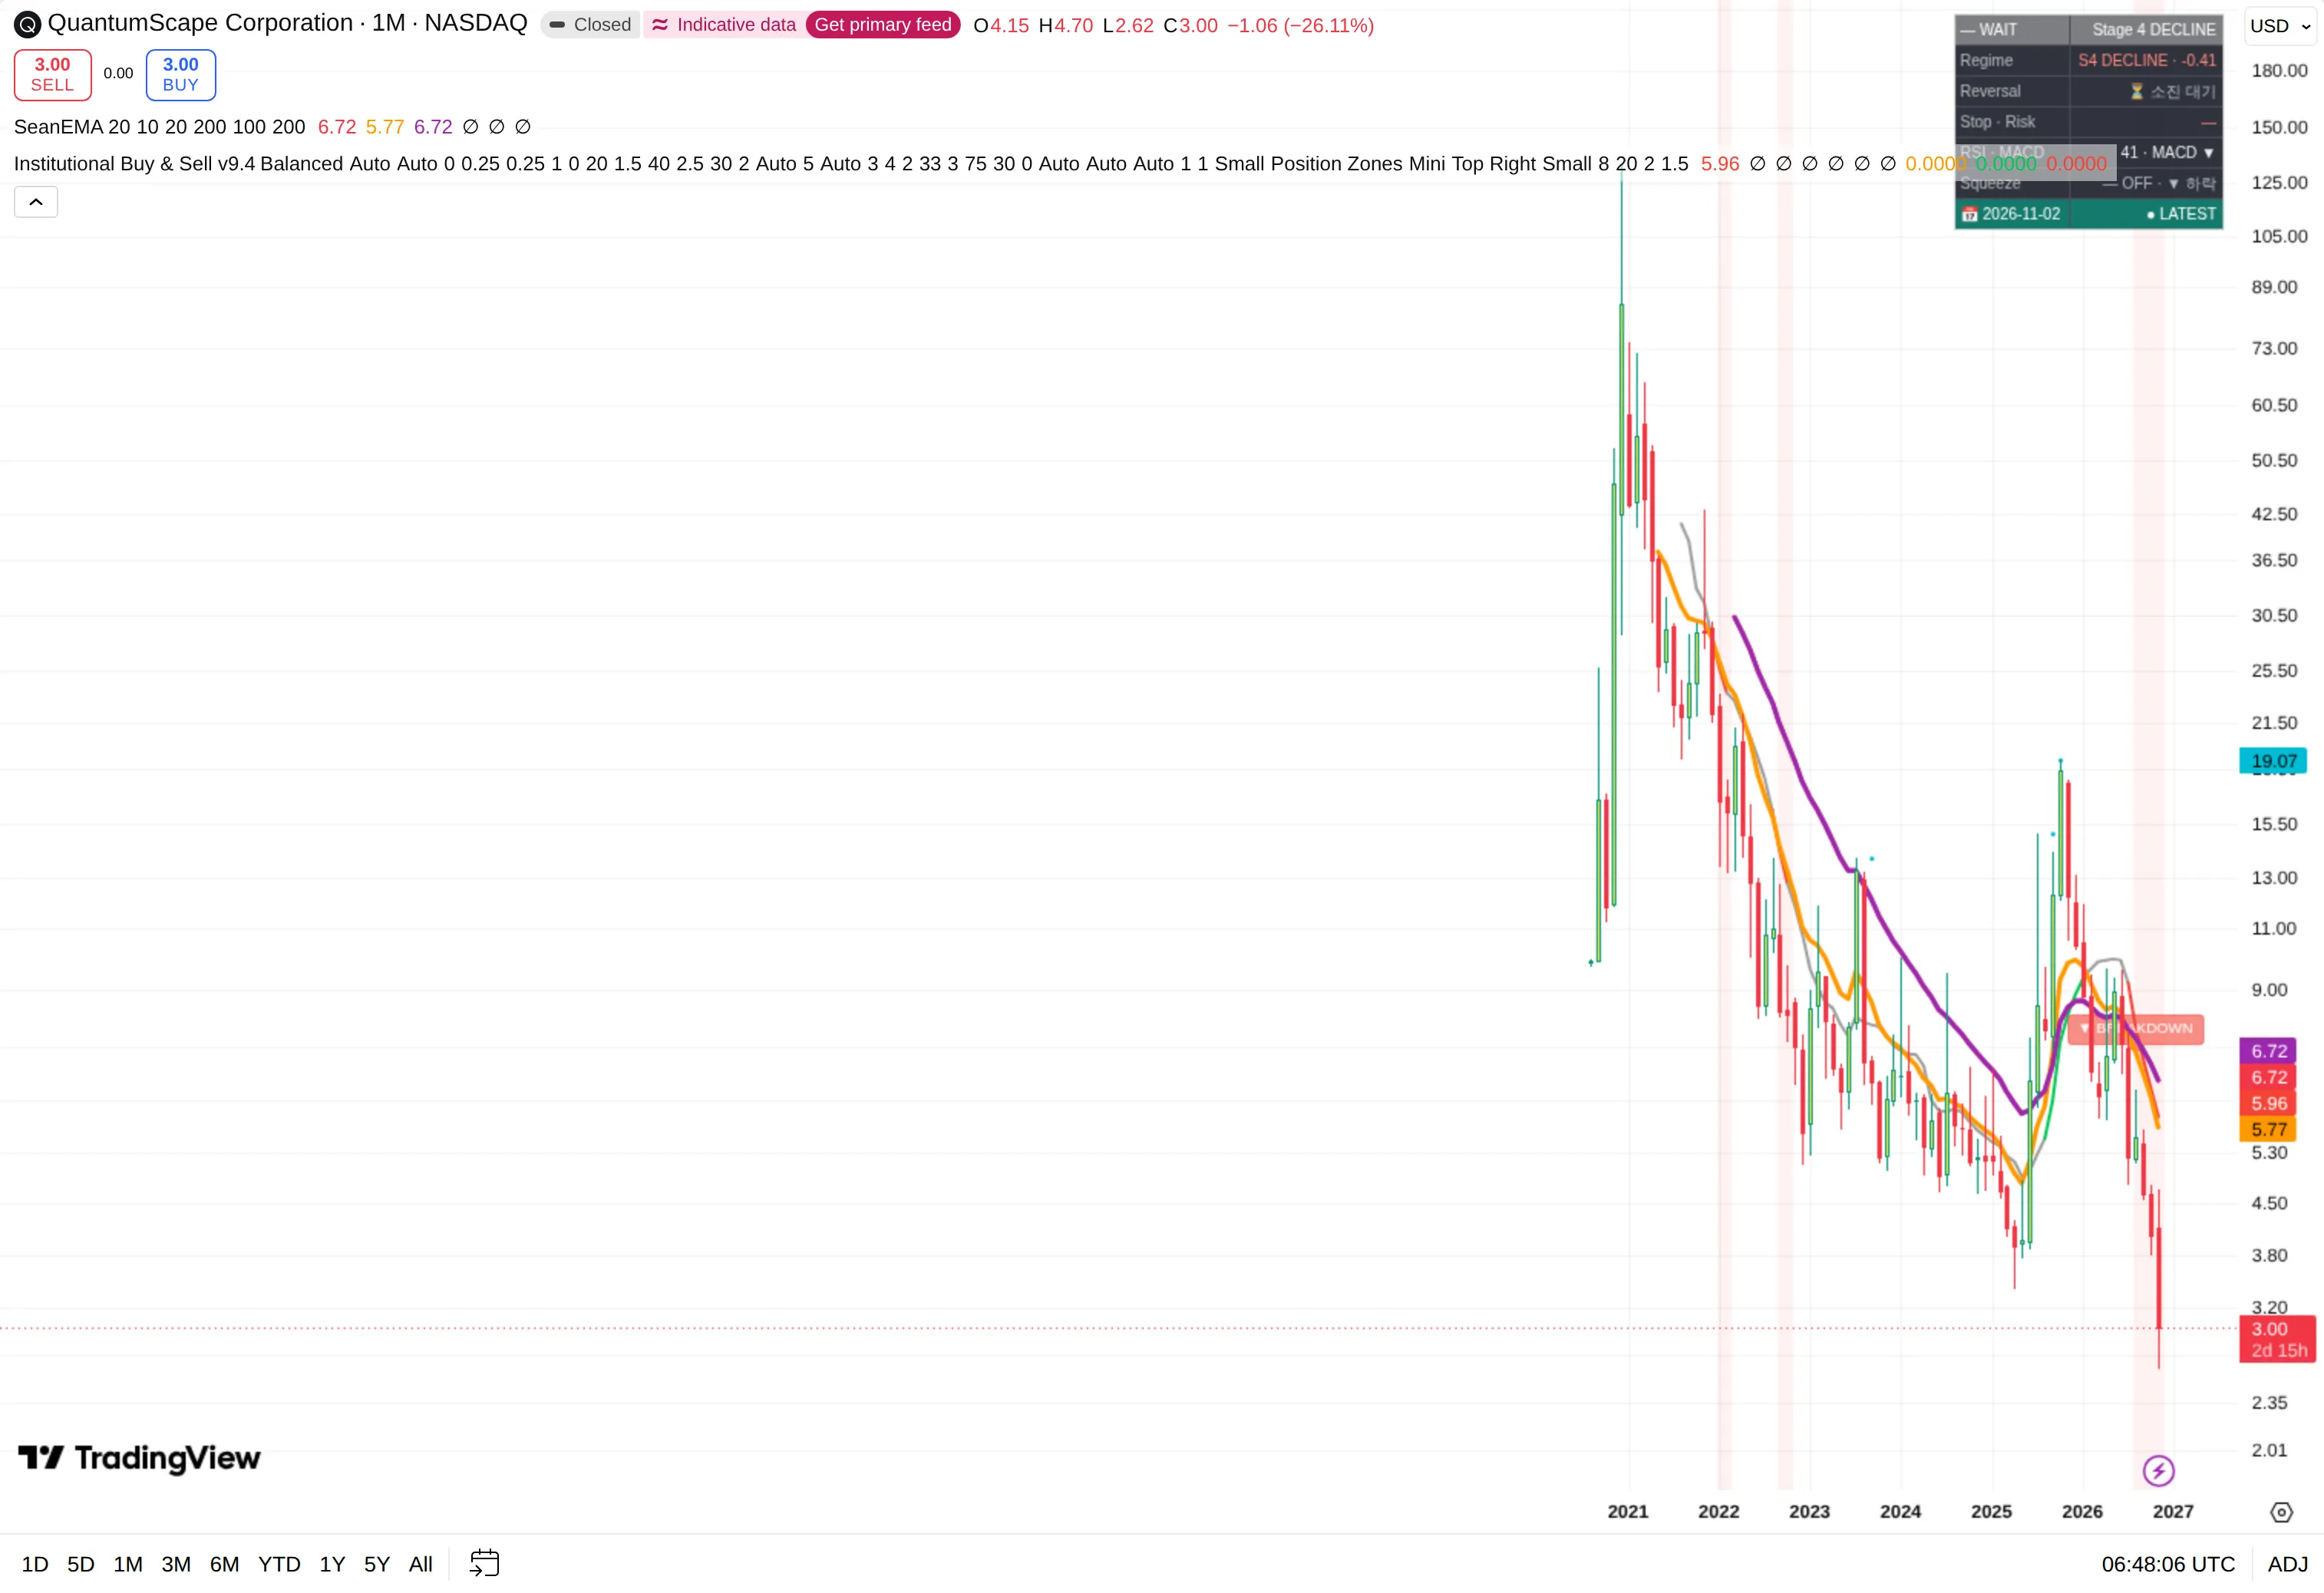 QuantumScape Corporation · 1M · NASDAQ Closed Indicative data Get primary feed O4.15 H4.70 L2.62 C3.00 −1.06 (−26.11%)
3.00 SELL 0.00 3.00 BUY
SeanEMA 20 10 20 200 100 200 6.72 5.77 6.72 ∅ ∅ ∅
Institutional Buy & Sell v9.4 Balanced Auto Auto 0 0.25 0.25 1 0 20 1.5 40 2.5 30 2 Auto 5 Auto 3 4 2 33 3 75 30 0 Auto Auto Auto 1 1 Small Position Zones Mini Top Right Small 8 20 2 1.5 5.96 ∅ ∅ ∅ ∅ ∅ ∅ 0.0000 0.0000 0.0000
— WAIT Stage 4 DECLINE
Regime S4 DECLINE · -0.41
Reversal ⏳ 소진 대기
Stop · Risk —
RSI · MACD 41 · MACD ▼
Squeeze — OFF · ▼ 하락
2026-11-02 ● LATEST
USD
180.00
150.00
125.00
105.00
89.00
73.00
60.50
50.50
42.50
36.50
30.50
25.50
21.50
19.07
15.50
13.00
11.00
9.00
6.72
6.72
5.96
5.77
5.30
4.50
3.80
3.20
3.00
2d 15h
2.35
2.01
TradingView
2021 2022 2023 2024 2025 2026 2027
1D 5D 1M 3M 6M YTD 1Y 5Y All 06:48:06 UTC ADJ